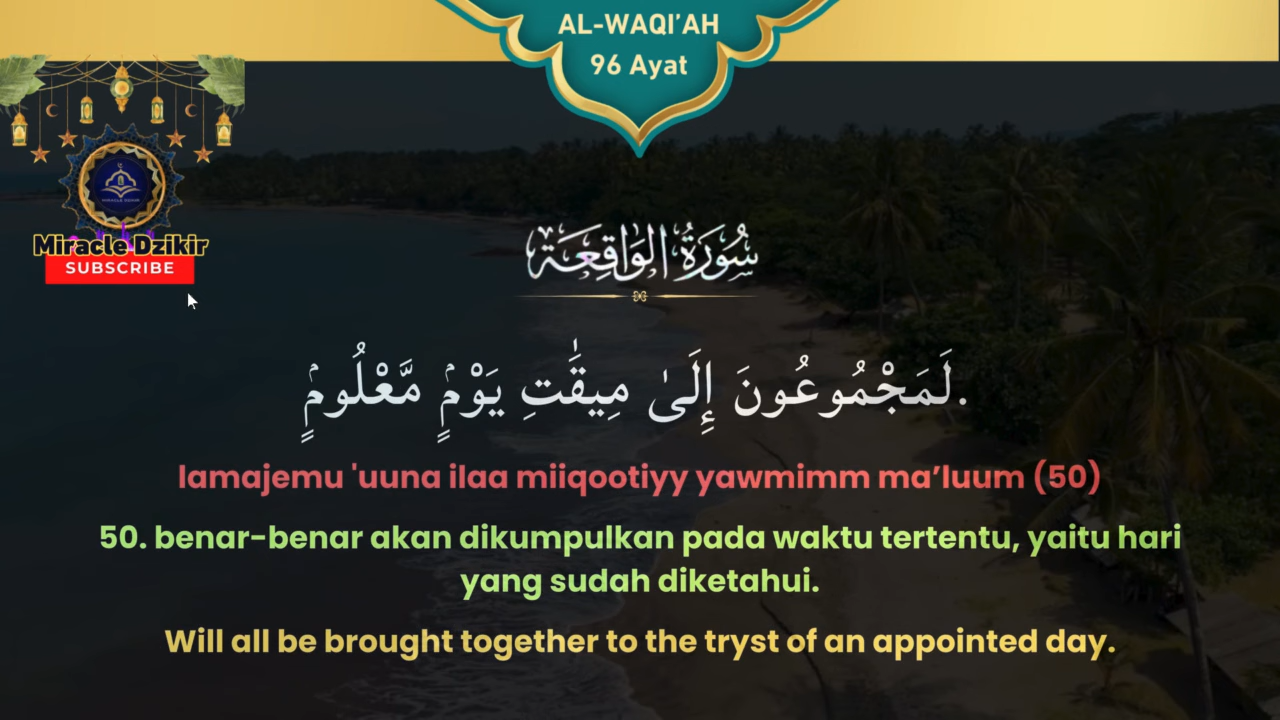 AL-WAQI’AH
96 Ayat
Miracle Dzikir
SUBSCRIBE
سُورَةُ الوَاقِعَة
لَمَجْمُوعُونَ إِلَىٰ مِيقَٰتِ يَوْمٍۢ مَّعْلُومٍۢ.
lamajemu 'uuna ilaa miiqootiyy yawmimm ma’luum (50)
50. benar-benar akan dikumpulkan pada waktu tertentu, yaitu hari
yang sudah diketahui.
Will all be brought together to the tryst of an appointed day.